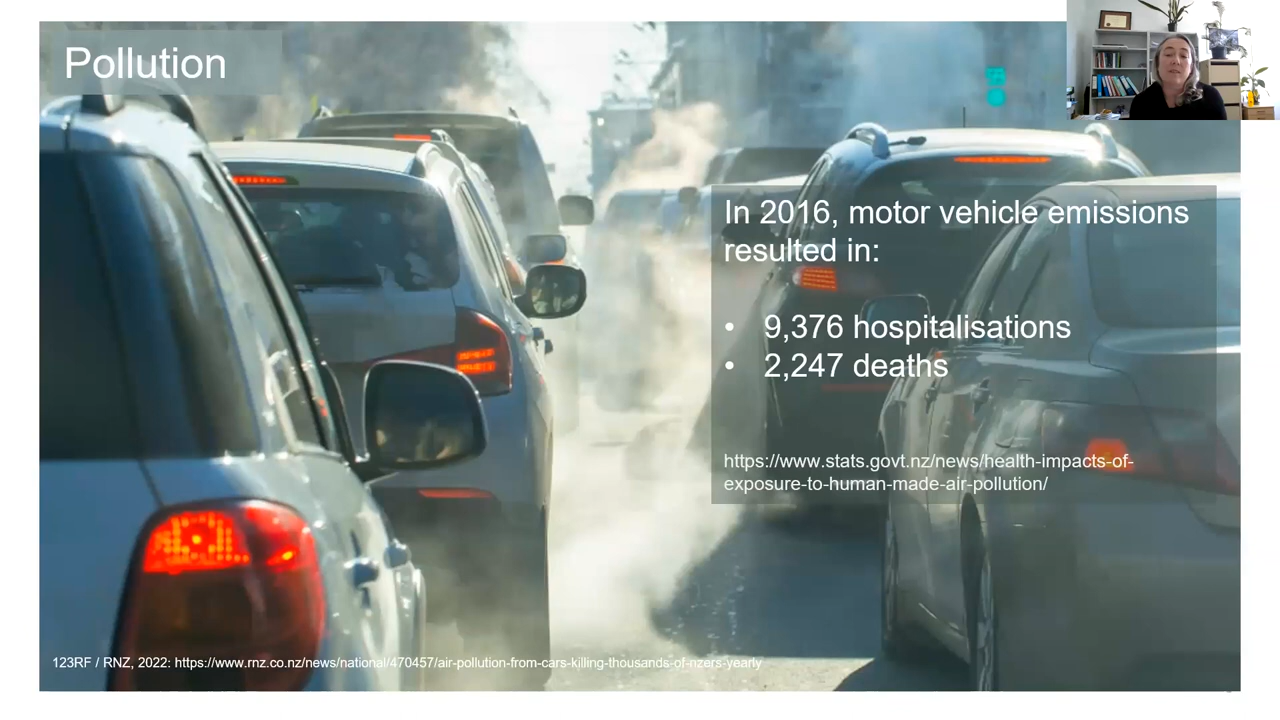 Pollution
In 2016, motor vehicle emissions
resulted in:
• 9,376 hospitalisations
• 2,247 deaths
https://www.stats.govt.nz/news/health-impacts-of-
exposure-to-human-made-air-pollution/
123RF / RNZ, 2022: https://www.rnz.co.nz/news/national/470457/air-pollution-from-cars-killing-thousands-of-nzers-yearly